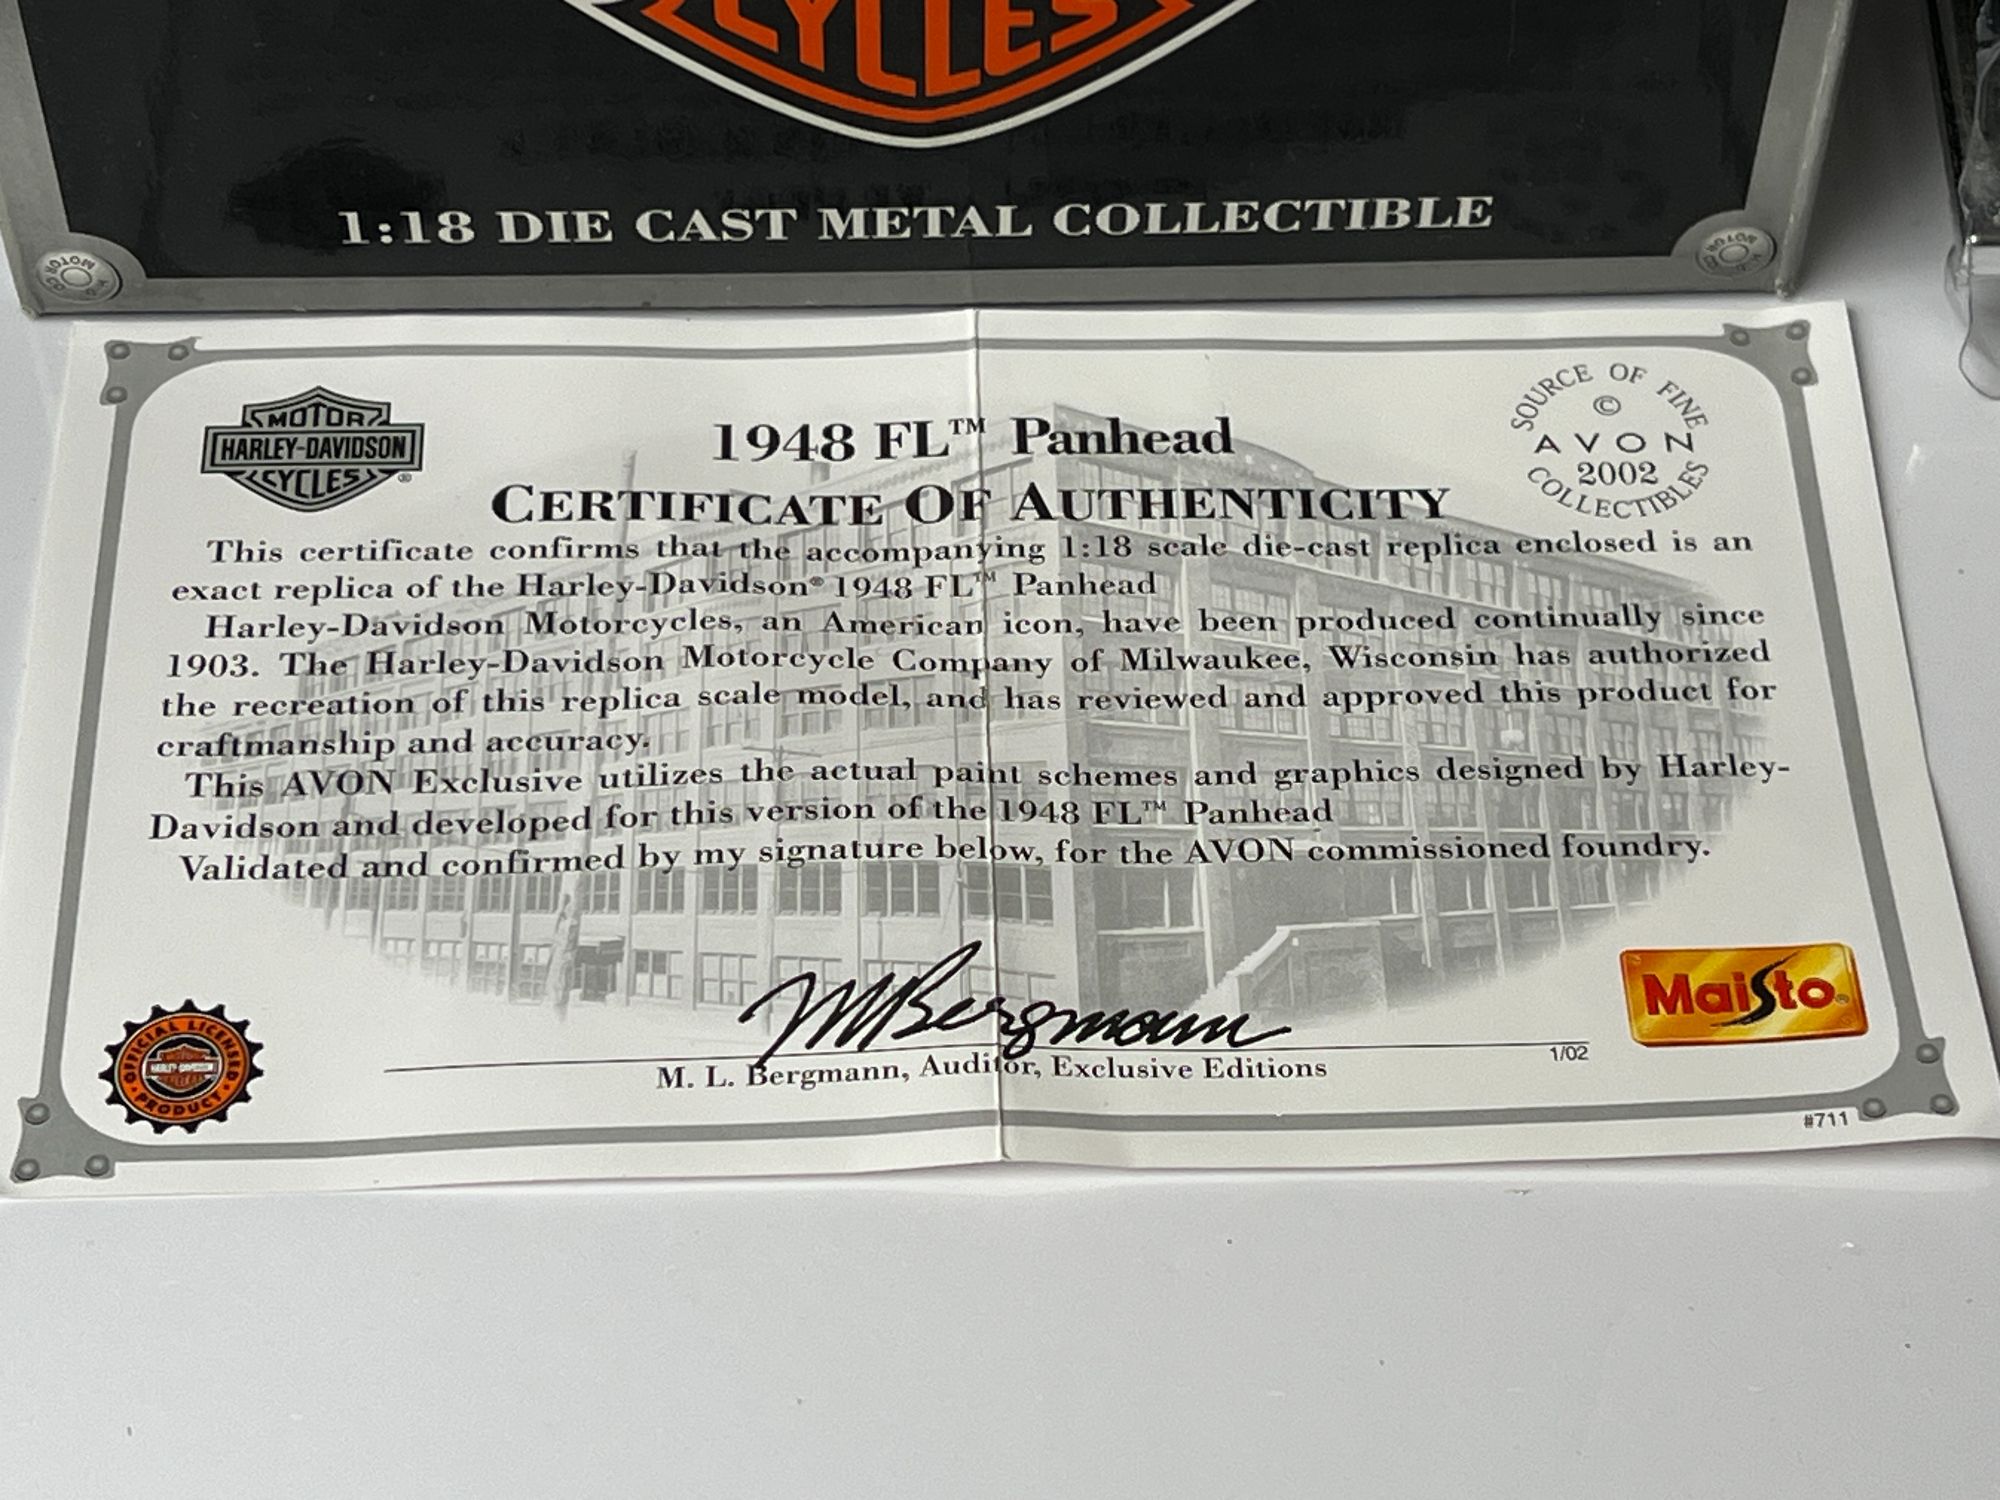 CYCLES
1:18 DIE CAST METAL COLLECTIBLE
MOTOR
HARLEY-DAVIDSON
CYCLES®
1948 FL™ Panhead
CERTIFICATE OF AUTHENTICITY
SOURCE OF FINE
©
AVON
2002
COLLECTIBLES
This certificate confirms that the accompanying 1:18 scale die-cast replica enclosed is an
exact replica of the Harley-Davidson® 1948 FL™ Panhead
Harley-Davidson Motorcycles, an American icon, have been produced continually since
1903. The Harley-Davidson Motorcycle Company of Milwaukee, Wisconsin has authorized
the recreation of this replica scale model, and has reviewed and approved this product for
craftmanship and accuracy.
This AVON Exclusive utilizes the actual paint schemes and graphics designed by Harley-
Davidson and developed for this version of the 1948 FL™ Panhead
Validated and confirmed by my signature below, for the AVON commissioned foundry.
M Bergmann
M. L. Bergmann, Auditor, Exclusive Editions
1/02
Maisto®
OFFICIAL LICENSED
HARLEY-DAVIDSON
PRODUCT
#711